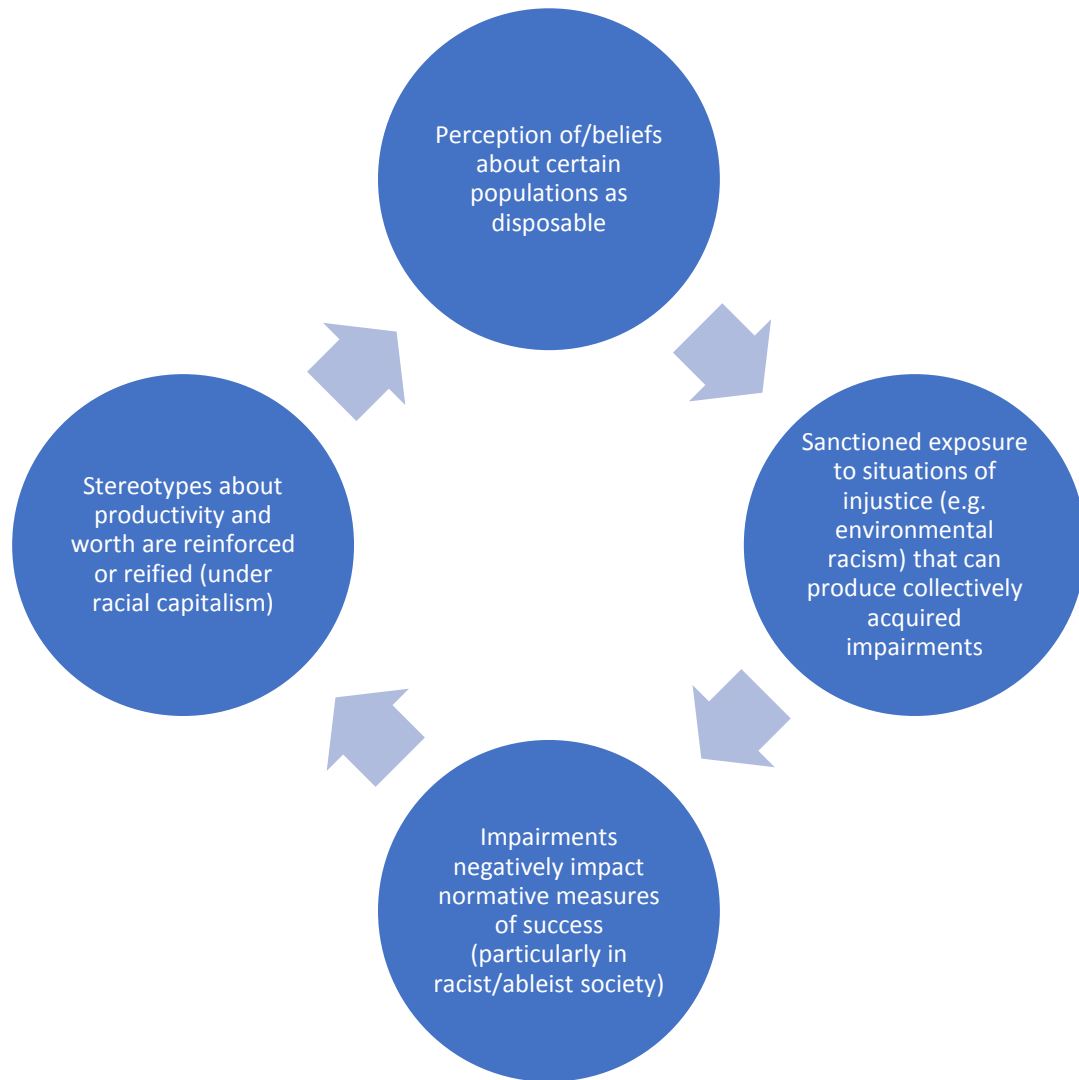 Perception of/beliefs
about certain
populations as
disposable
Sanctioned exposure
to situations of
injustice (e.g.
environmental
racism) that can
produce collectively
acquired
impairments
Impairments
negatively impact
normative measures
of success
(particularly in
racist/ableist society)
Stereotypes about
productivity and
worth are reinforced
or reified (under
racial capitalism)